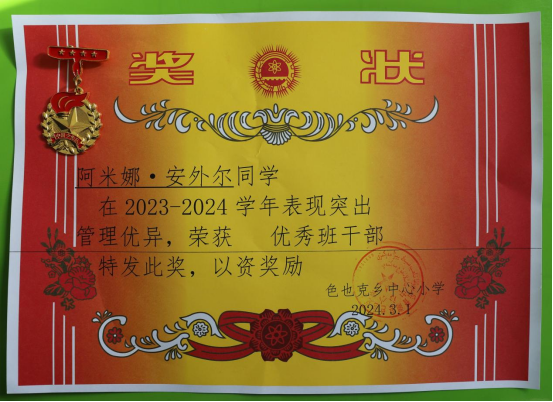 奖 状
阿米娜·安外尔同学
在2023-2024学年表现突出
管理优异，荣获 优秀班干部
特发此奖，以资奖励
色也克乡中心小学
2024.3.1